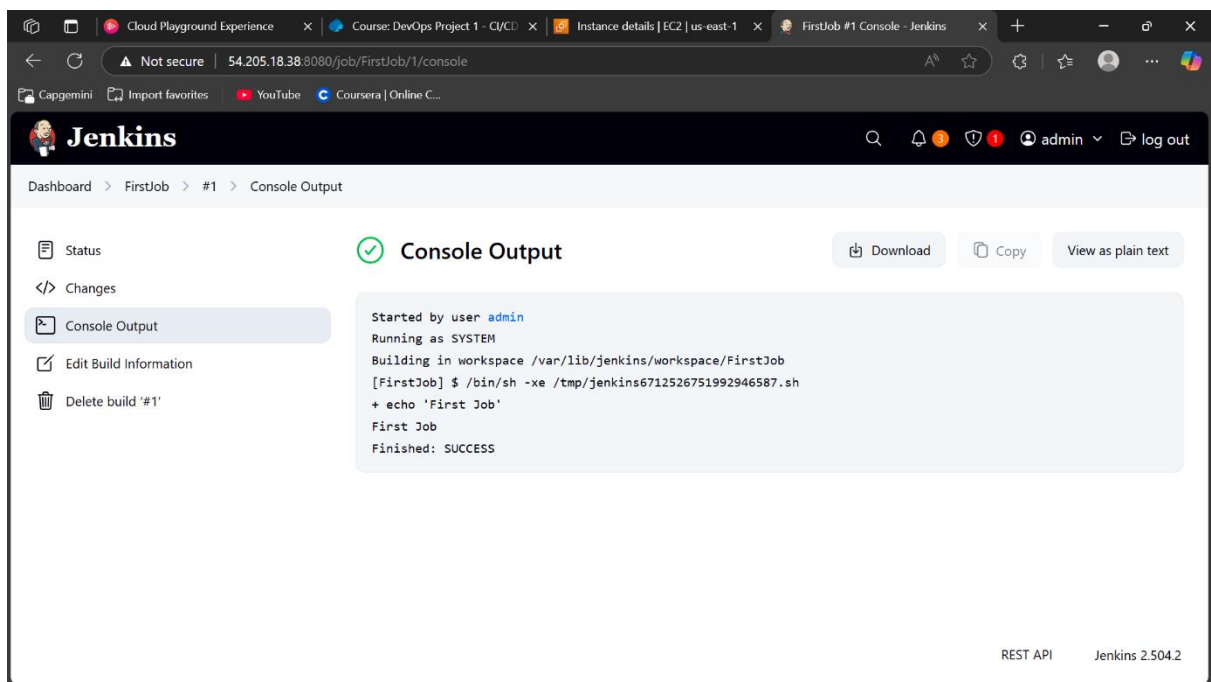 Cloud Playground Experience
Course: DevOps Project 1 - CI/CD
Instance details | EC2 | us-east-1
FirstJob #1 Console - Jenkins
Not secure
54.205.18.38:8080/job/FirstJob/1/console
Capgemini
Import favorites
YouTube
Coursera | Online C...
Jenkins
3
1
admin
log out
Dashboard > FirstJob > #1 > Console Output
Status
Changes
Console Output
Edit Build Information
Delete build '#1'
Console Output
Download
Copy
View as plain text
Started by user admin
Running as SYSTEM
Building in workspace /var/lib/jenkins/workspace/FirstJob
[FirstJob] $ /bin/sh -xe /tmp/jenkins6712526751992946587.sh
+ echo 'First Job'
First Job
Finished: SUCCESS
REST API
Jenkins 2.504.2